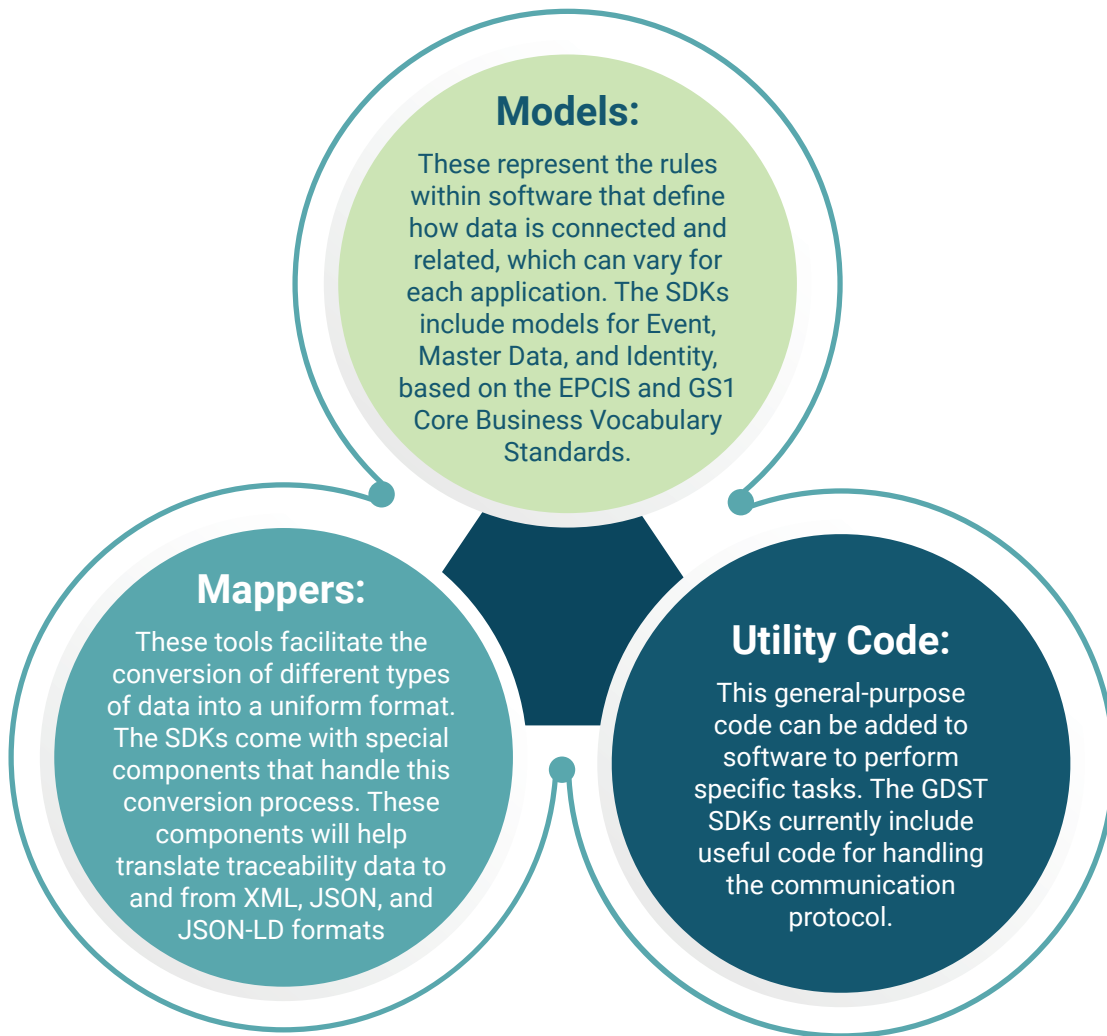 Models:
These represent the rules
within software that define
how data is connected and
related, which can vary for
each application. The SDKs
include models for Event,
Master Data, and Identity,
based on the EPCIS and GS1
Core Business Vocabulary
Standards.
Mappers:
These tools facilitate the
conversion of different types
of data into a uniform format.
The SDKs come with special
components that handle this
conversion process. These
components will help
translate traceability data to
and from XML, JSON, and
JSON-LD formats
Utility Code:
This general-purpose
code can be added to
software to perform
specific tasks. The GDST
SDKs currently include
useful code for handling
the communication
protocol.